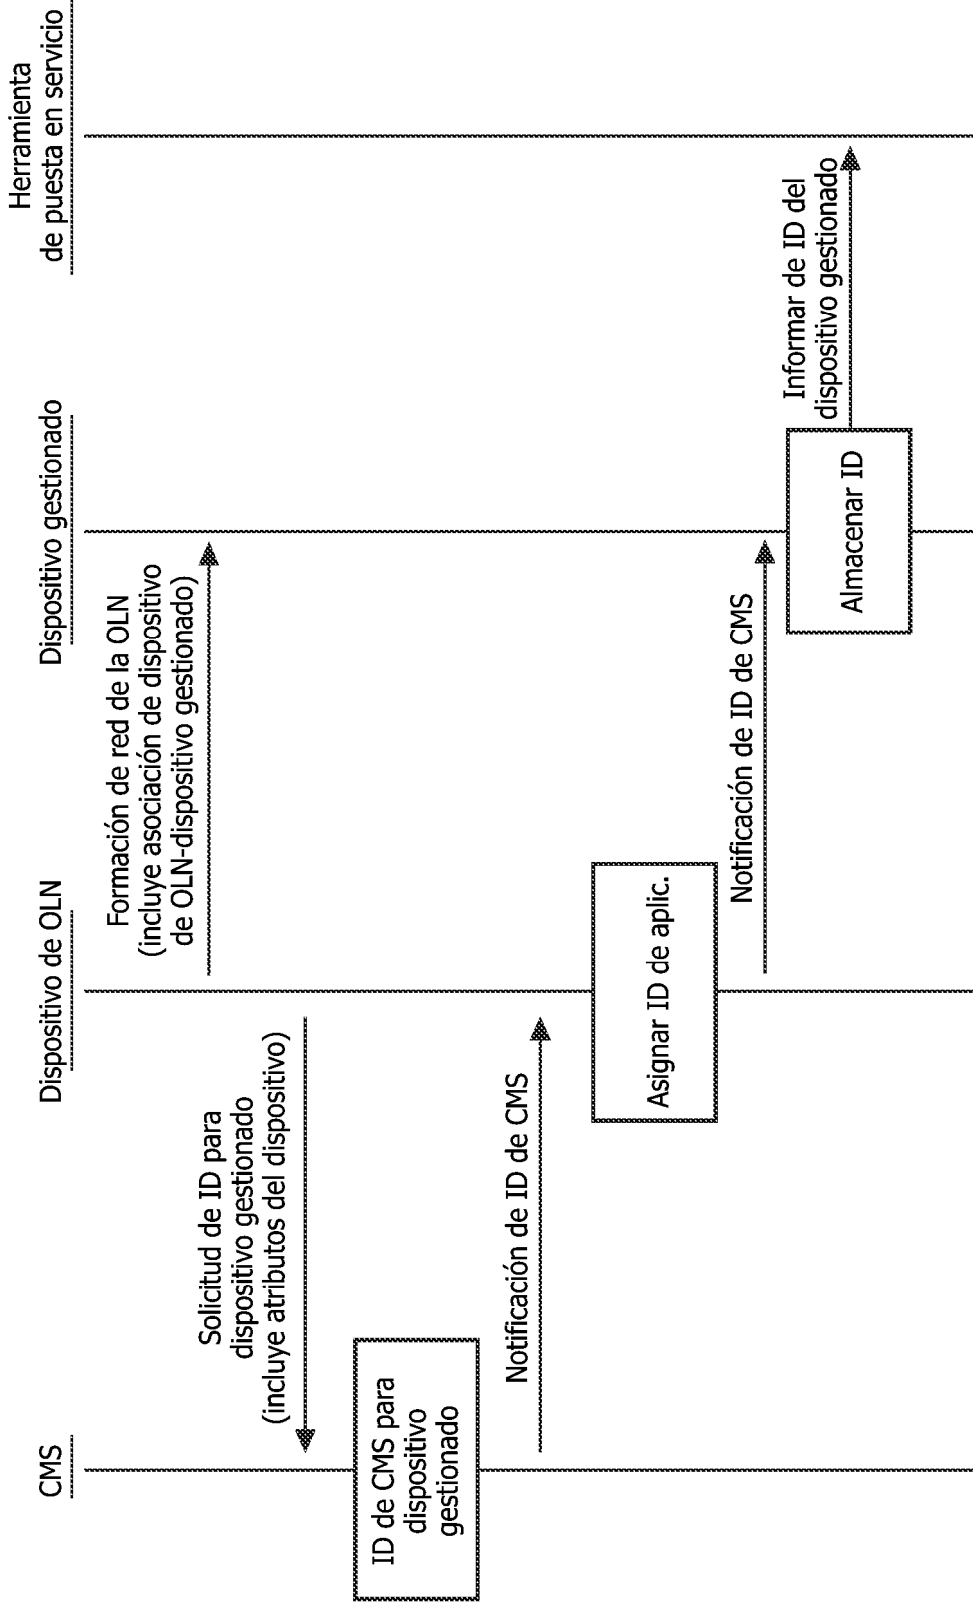 CMS
Dispositivo de OLN
Dispositivo gestionado
Herramienta
de puesta en servicio
Formación de red de la OLN
(incluye asociación de dispositivo
de OLN-dispositivo gestionado)
Solicitud de ID para
dispositivo gestionado
(incluye atributos del dispositivo)
ID de CMS para
dispositivo
gestionado
Notificación de ID de CMS
Asignar ID de aplic.
Notificación de ID de CMS
Almacenar ID
Informar de ID del
dispositivo gestionado